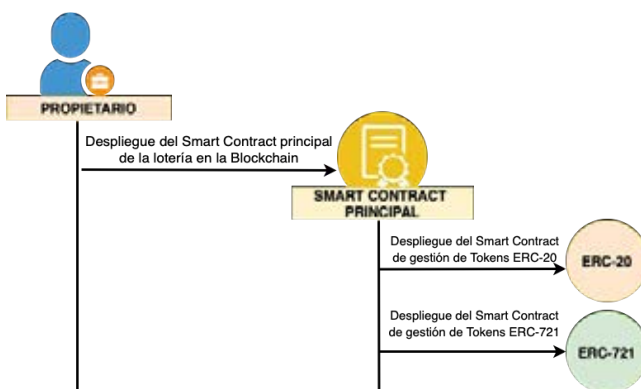 PROPIETARIO
Despliegue del Smart Contract principal
de la lotería en la Blockchain
SMART CONTRACT
PRINCIPAL
Despliegue del Smart Contract
de gestión de Tokens ERC-20
ERC-20
Despliegue del Smart Contract
de gestión de Tokens ERC-721
ERC-721